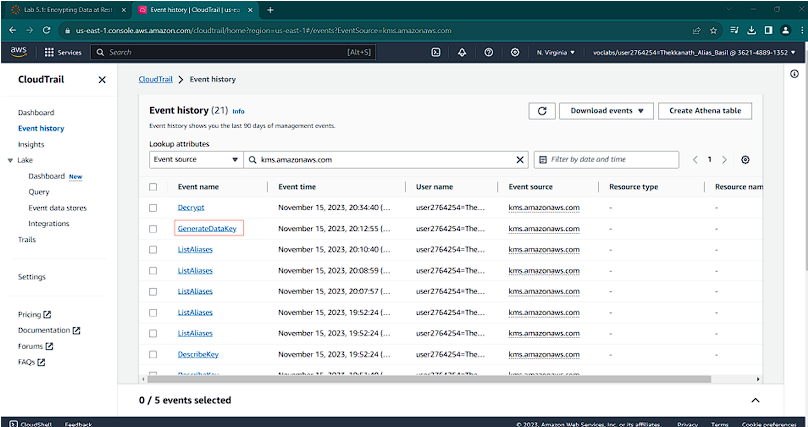 Lab 5.1: Encrypting Data at Rest
Event history | CloudTrail | us-east
us-east-1.console.aws.amazon.com/cloudtrail/home?region=us-east-1#/events?EventSource=kms.amazonaws.com
aws Services Search [Alt+S] N. Virginia voclabs/user2764254=Thekkanath_Alias_Basil @ 3621-4889-1352
CloudTrail
Dashboard
Event history
Insights
Lake
Dashboard New
Query
Event data stores
Integrations
Trails
Settings
Pricing
Documentation
Forums
FAQs
CloudTrail > Event history
Event history (21) Info
Download events
Create Athena table
Event history shows you the last 90 days of management events.
Lookup attributes
Event source
kms.amazonaws.com
Filter by date and time
1
Event name Event time User name Event source Resource type Resource nam
Decrypt November 15, 2023, 20:34:40 (... user2764254=The... kms.amazonaws.com - -
GenerateDataKey November 15, 2023, 20:12:55 (... user2764254=The... kms.amazonaws.com - -
ListAliases November 15, 2023, 20:10:40 (... user2764254=The... kms.amazonaws.com - -
ListAliases November 15, 2023, 20:08:59 (... user2764254=The... kms.amazonaws.com - -
ListAliases November 15, 2023, 20:07:57 (... user2764254=The... kms.amazonaws.com - -
ListAliases November 15, 2023, 19:52:24 (... user2764254=The... kms.amazonaws.com - -
ListAliases November 15, 2023, 19:52:24 (... user2764254=The... kms.amazonaws.com - -
DescribeKey November 15, 2023, 19:52:24 (... user2764254=The... kms.amazonaws.com - -
0 / 5 events selected
CloudShell Feedback © 2023, Amazon Web Services, Inc. or its affiliates. Privacy Terms Cookie preferences